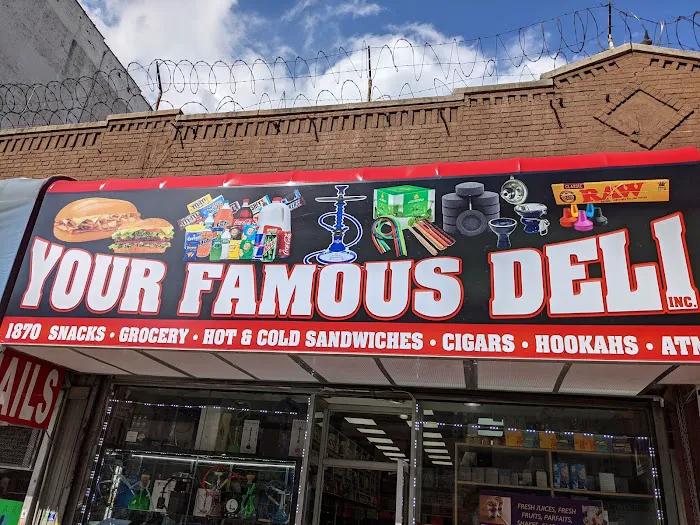 CLASSIC RAW
YOUR FAMOUS DELI INC.
1870 SNACKS • GROCERY • HOT & COLD SANDWICHES • CIGARS • HOOKAHS • ATM
AILS
FRESH JUICES, FRESH
FRUITS, PARFAITS,